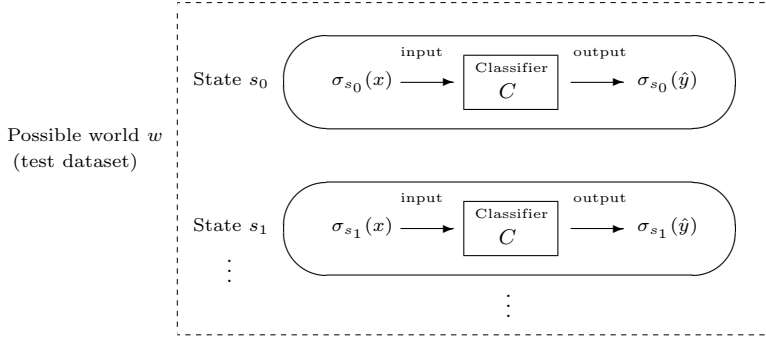 input
output
State s₀
σₛ₀(x)
Classifier
C
σₛ₀(ŷ)
Possible world w
(test dataset)
input
output
State s₁
σₛ₁(x)
Classifier
C
σₛ₁(ŷ)
⋮
⋮